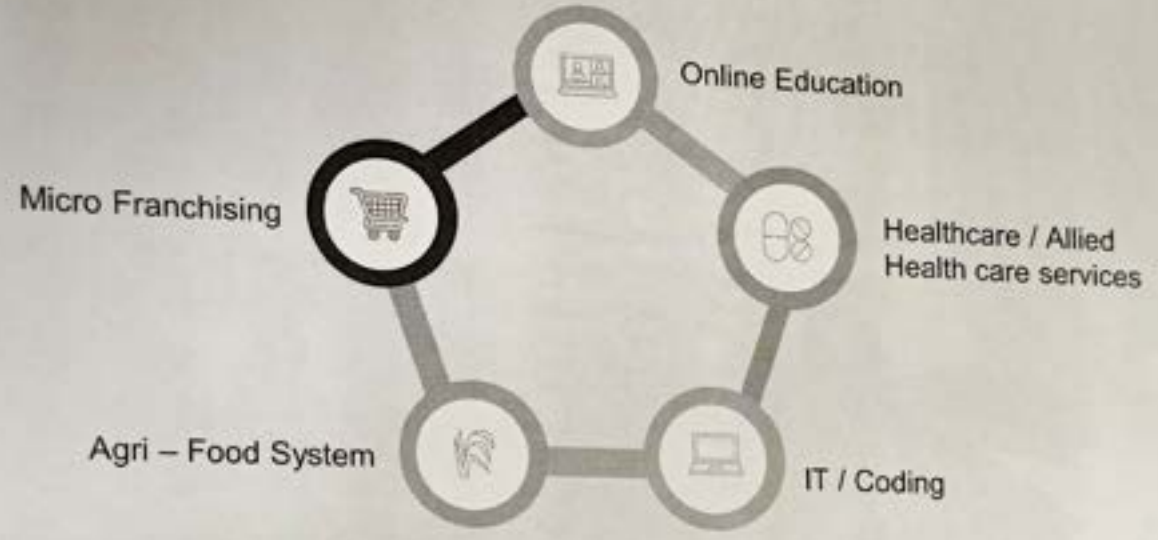 Online Education
Micro Franchising
Healthcare / Allied
Health care services
Agri – Food System
IT / Coding